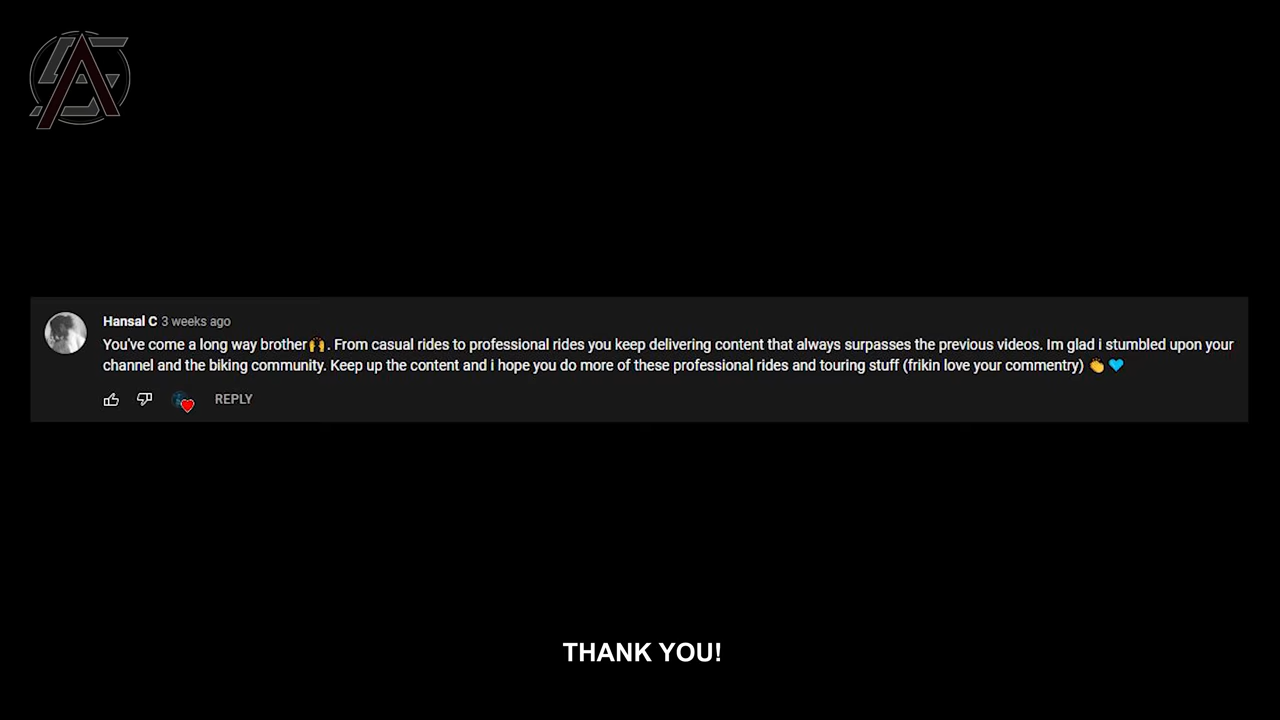 Hansal C 3 weeks ago
You've come a long way brother🙌. From casual rides to professional rides you keep delivering content that always surpasses the previous videos. Im glad i stumbled upon your
channel and the biking community. Keep up the content and i hope you do more of these professional rides and touring stuff (frikin love your commentry) 👏 💙
REPLY
THANK YOU!